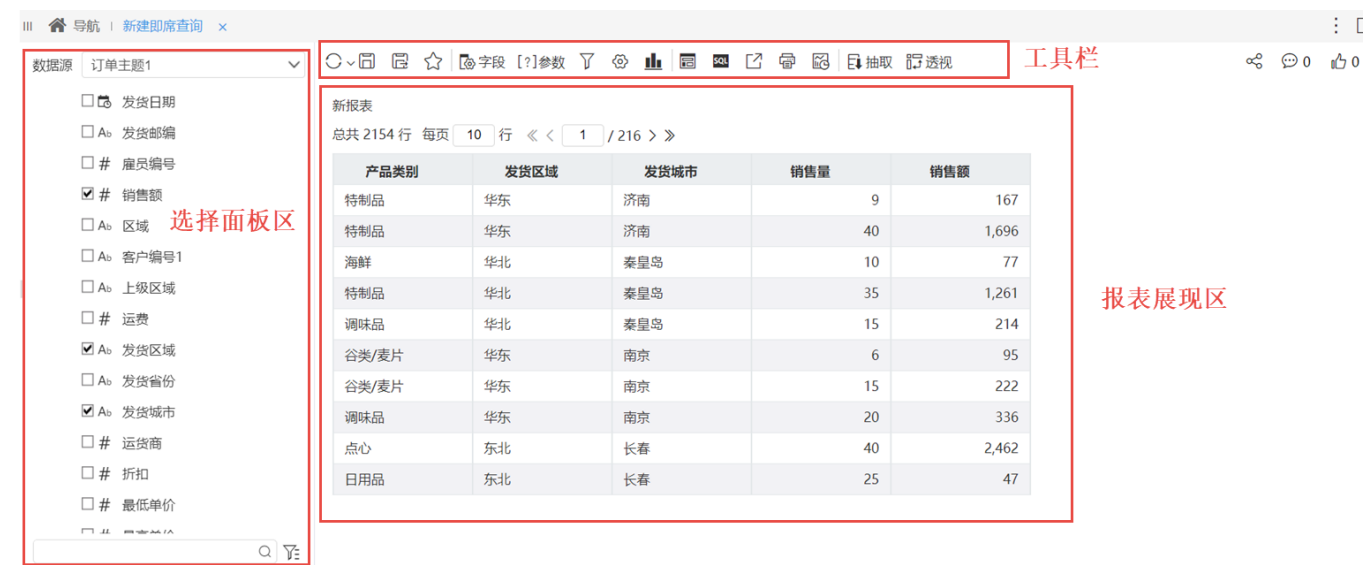 导航 新建即席查询 ×
数据源 订单主题1
字段 [?]参数 SQL 抽取 透视
工具栏
0 0
发货日期
Ab 发货邮编
# 雇员编号
# 销售额
Ab 区域
选择面板区
Ab 客户编号1
Ab 上级区域
# 运费
Ab 发货区域
Ab 发货省份
Ab 发货城市
# 运货商
# 折扣
# 最低单价
新报表
总共 2154 行 每页 10 行 1 / 216
产品类别 发货区域 发货城市 销售量 销售额
特制品 华东 济南 9 167
特制品 华东 济南 40 1,696
海鲜 华北 秦皇岛 10 77
特制品 华北 秦皇岛 35 1,261
调味品 华北 秦皇岛 15 214
谷类/麦片 华东 南京 6 95
谷类/麦片 华东 南京 15 222
调味品 华东 南京 20 336
点心 东北 长春 40 2,462
日用品 东北 长春 25 47
报表展现区